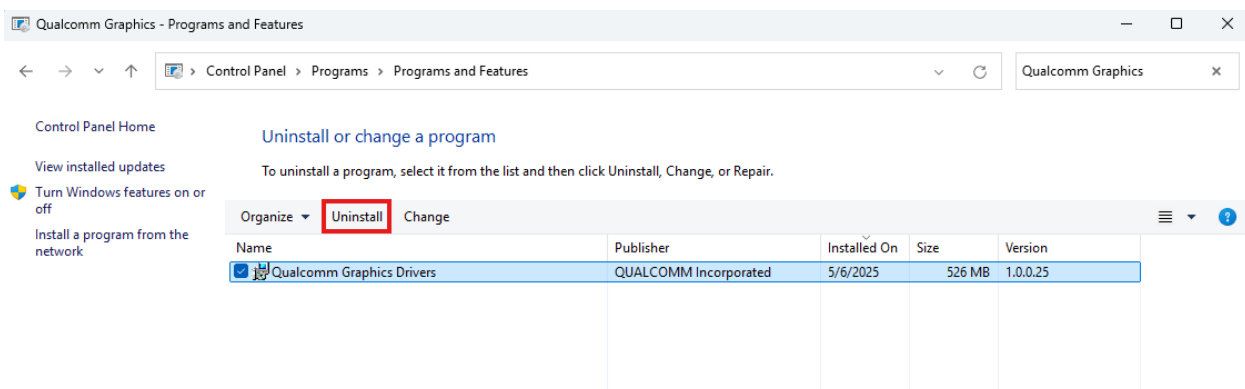 Qualcomm Graphics - Programs and Features
Control Panel > Programs > Programs and Features
Qualcomm Graphics
Control Panel Home
View installed updates
Turn Windows features on or
off
Install a program from the
network
Uninstall or change a program
To uninstall a program, select it from the list and then click Uninstall, Change, or Repair.
Organize Uninstall Change
Name Publisher Installed On Size Version
Qualcomm Graphics Drivers QUALCOMM Incorporated 5/6/2025 526 MB 1.0.0.25